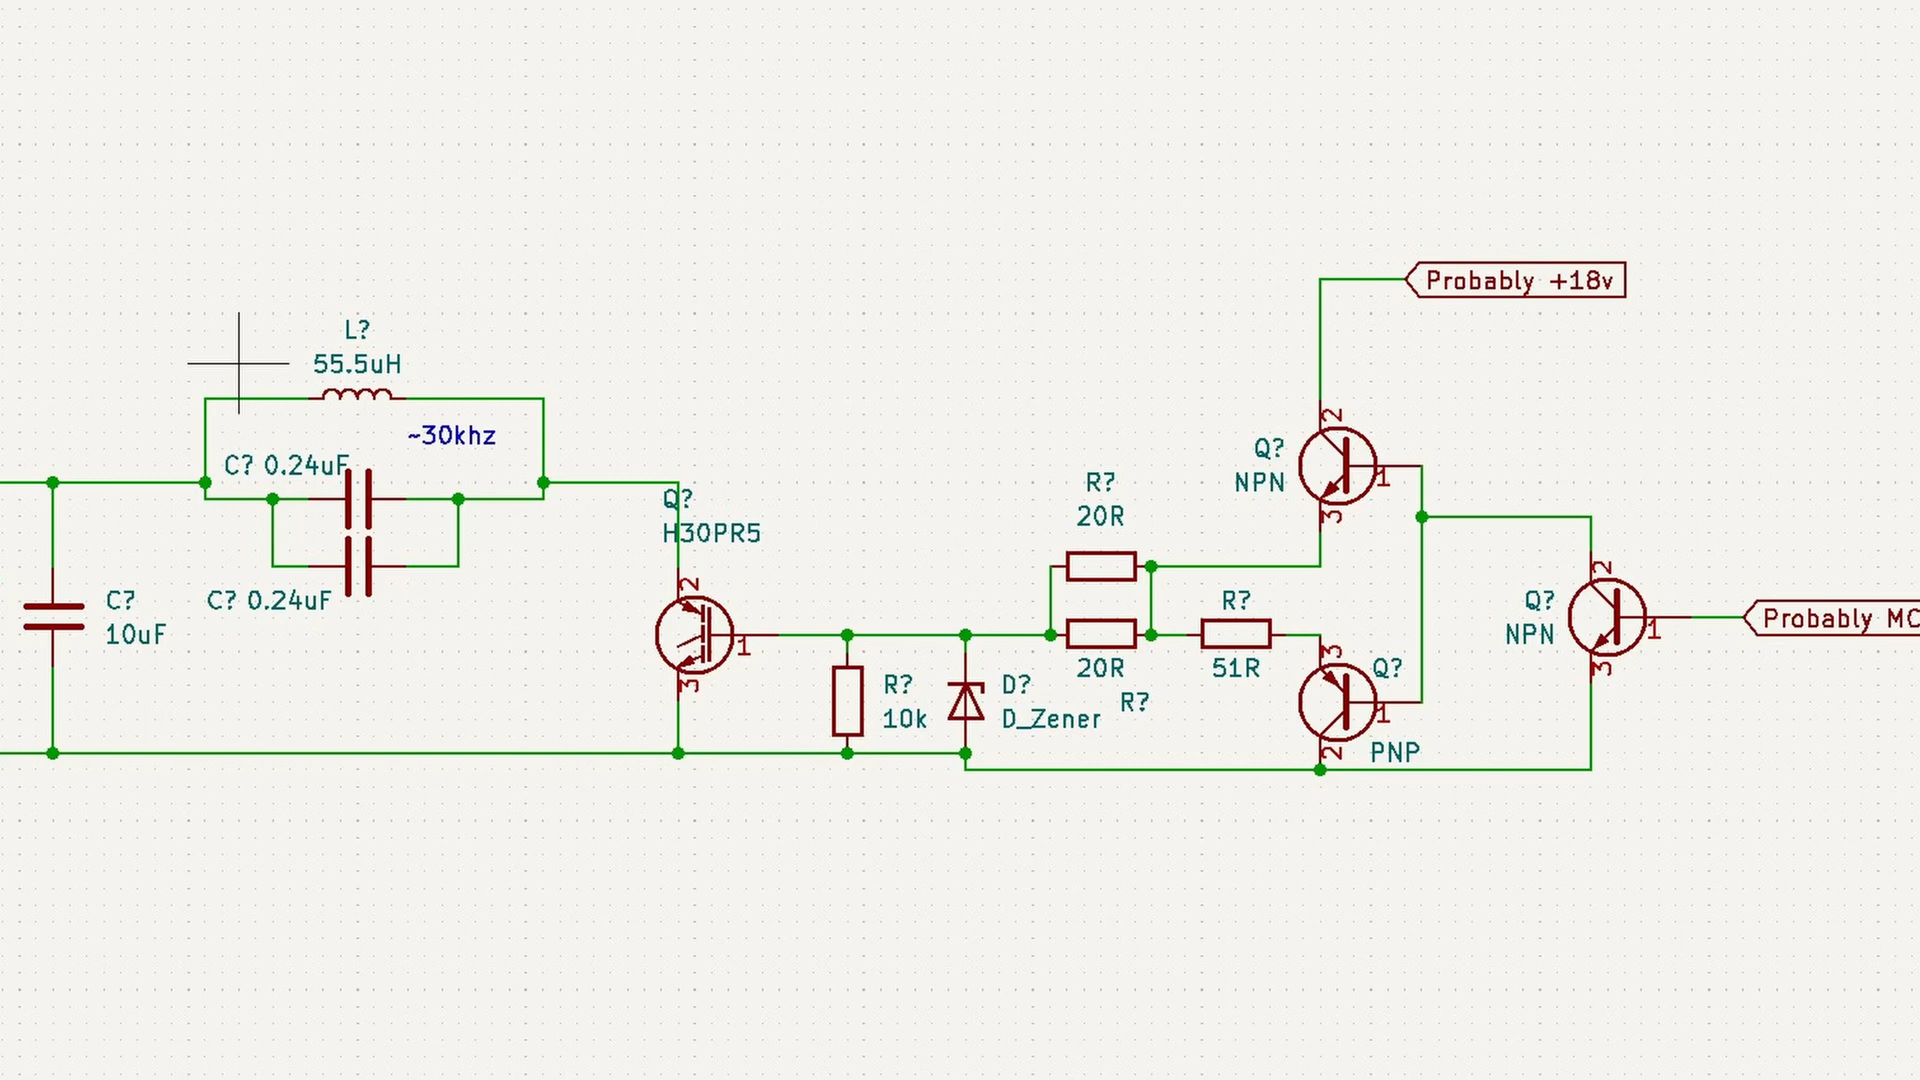 Probably +18v
L?
55.5uH
~30khz
C? 0.24uF
C? 0.24uF
C?
10uF
Q?
H30PR5
2
1
3
R?
10k
D?
D_Zener
R?
20R
20R
R?
R?
51R
Q?
NPN
2
1
3
Q?
PNP
3
1
2
Q?
NPN
2
1
3
Probably MC